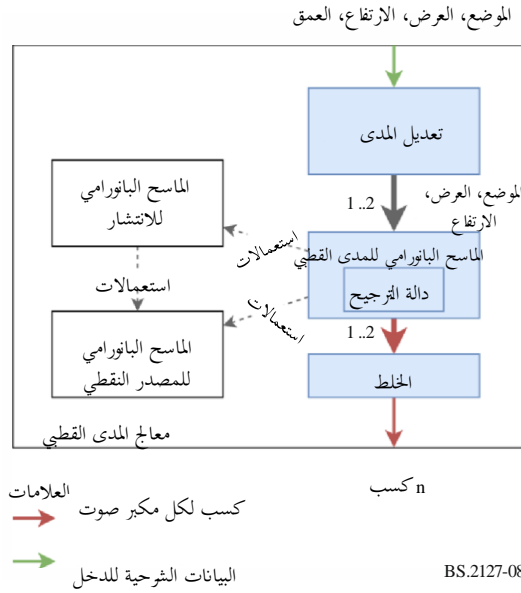 الموضع، العرض، الارتفاع، العمق
تعديل المدى
الموضع، العرض،
الارتفاع
1 ..2
الماسح البانورامي
للانتشار
استعمالات
الماسح البانورامي للمدى القطبي
دالة الترجيح
استعمالات
استعمالات
الماسح البانورامي
للمصدر النقطي
1 ..2
الخلط
معالج المدى القطبي
n كسب
العلامات
كسب لكل مكبر صوت
البيانات الشرحية للدخل
BS.2127-08